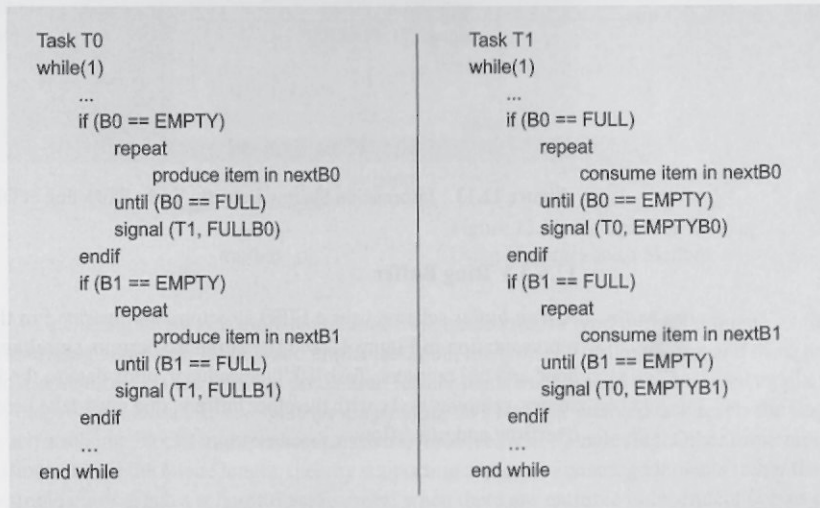 Task T0
while(1)
...
if (B0 == EMPTY)
repeat
produce item in nextB0
until (B0 == FULL)
signal (T1, FULLB0)
endif
if (B1 == EMPTY)
repeat
produce item in nextB1
until (B1 == FULL)
signal (T1, FULLB1)
endif
...
end while
Task T1
while(1)
...
if (B0 == FULL)
repeat
consume item in nextB0
until (B0 == EMPTY)
signal (T0, EMPTYB0)
endif
if (B1 == FULL)
repeat
consume item in nextB1
until (B1 == EMPTY)
signal (T0, EMPTYB1)
endif
...
end while